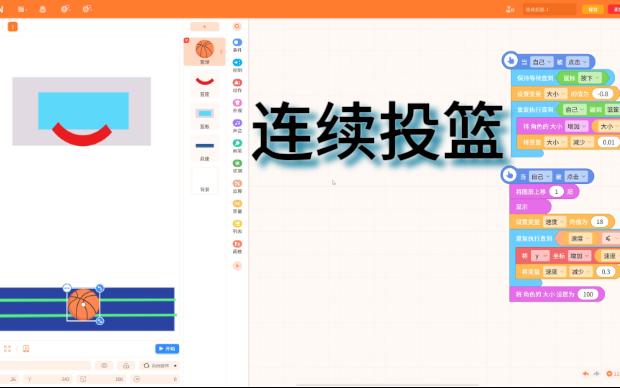 连续投篮
当 自己 被 点击
保持等待直到 鼠标 按下
设置变量 大小 的值为 -0.8
重复执行直到 自己 碰到 篮筐
将 角色的 大小 增加 大小
将变量 大小 减少 0.01
当 自己 被 点击
将图层上移 1 层
显示
设置变量 速度 的值为 18
重复执行直到 速度 ≤
将 y 坐标 增加 速度
将变量 速度 减少 0.3
将 角色的 大小 设置为 100
事件
控制
动作
外观
声音
画笔
侦测
运算
变量
列表
函数
篮球
篮筐
篮板
背景
开始